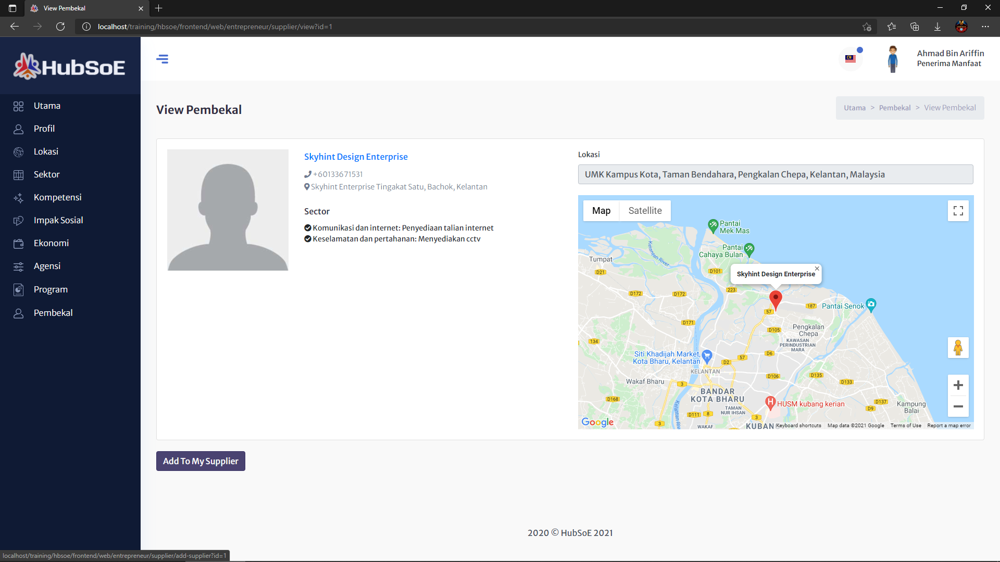 View Pembekal
localhost/training/hbsoe/frontend/web/entrepreneur/supplier/view?id=1
HubSoE
Ahmad Bin Ariffin
Penerima Manfaat
Utama
Profil
Lokasi
Sektor
Kompetensi
Impak Sosial
Ekonomi
Agensi
Program
Pembekal
View Pembekal
Utama > Pembekal > View Pembekal
Skyhint Design Enterprise
+60133671531
Skyhint Enterprise Tingakat Satu, Bachok, Kelantan
Sector
Komunikasi dan internet: Penyediaan talian internet
Keselamatan dan pertahanan: Menyediakan cctv
Lokasi
UMK Kampus Kota, Taman Bendahara, Pengkalan Chepa, Kelantan, Malaysia
Map
Satellite
Pantai
Mek Mas
Pantai
Cahaya Bulan
Kelantan River
Tumpat
D21
D101
Skyhint Design Enterprise
223
D172
D172
187
Pantai Senok
57
D171
D105
Pengkalan
Chepa
KAWASAN
PERINDUSTRIAN
MARA
134
Siti Khadijah Market,
Kota Bharu, Kelantan
D6
57
D2
KELANTAN
D106
D135
D133
Wakaf Bharu
3
BANDAR
KOTA BHARU
D168
HUSM kubang kerian
D137
Kampung
Balai
D9
TAMAN
NUR IHSAN
D111
8
3
3
Kelantan Riv
WAKAF
KUBANG
Google
Keyboard shortcuts
Map data ©2021 Google
Terms of Use
Report a map error
Add To My Supplier
2020 © HubSoE 2021
localhost/training/hbsoe/frontend/web/entrepreneur/supplier/add-supplier?id=1